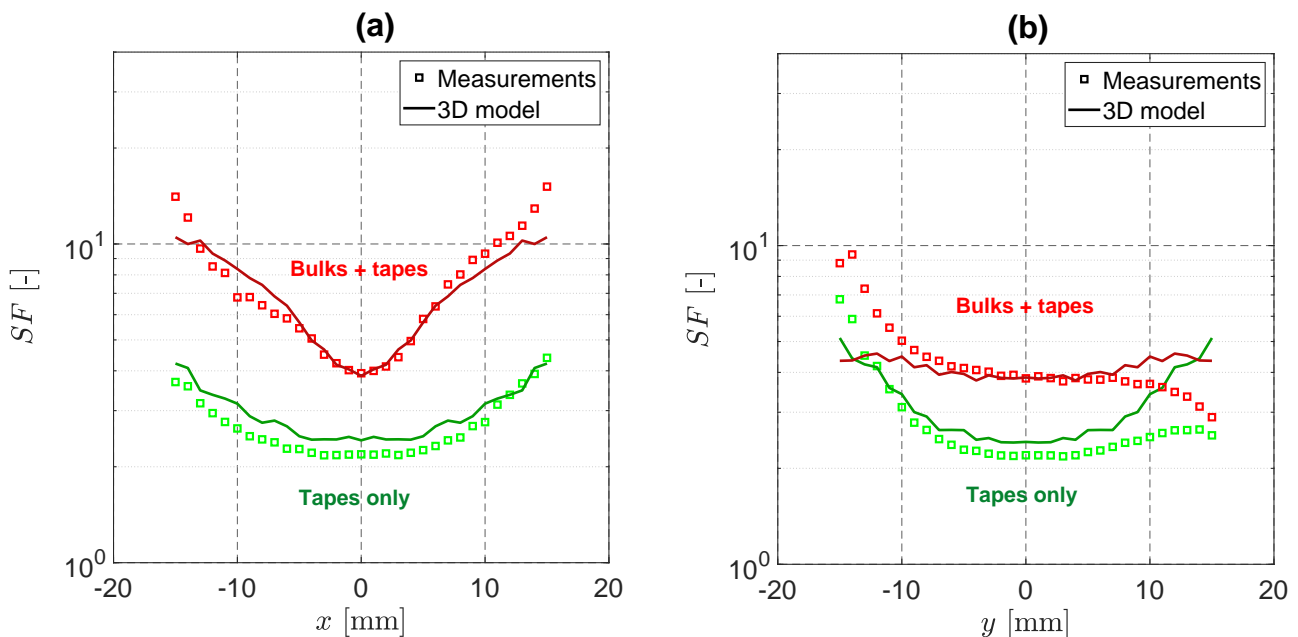 (a)
Measurements
3D model
Bulks + tapes
Tapes only
10^1
10^0
SF [-]
-20
-10
0
10
20
x [mm]
(b)
Measurements
3D model
Bulks + tapes
Tapes only
10^1
10^0
SF [-]
-20
-10
0
10
20
y [mm]